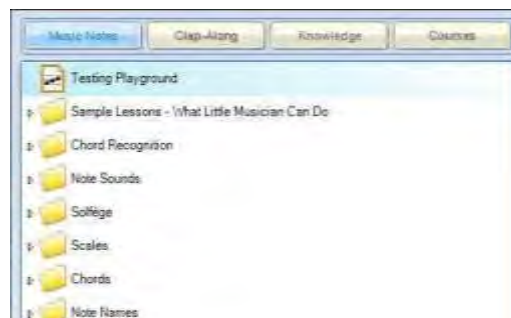 Music Notes Clap-Along Knowledge Courses
Testing Playground
Sample Lessons - What Little Musician Can Do
Chord Recognition
Note Sounds
Solfège
Scales
Chords
Note Names